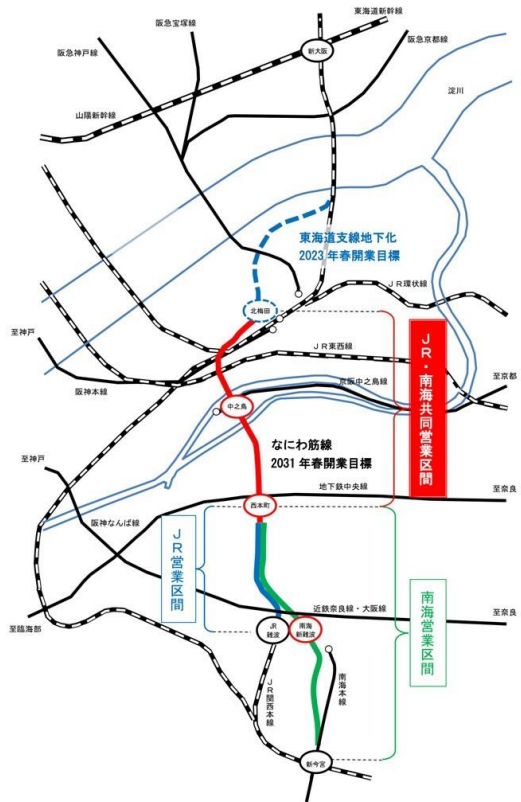 東海道新幹線
阪急宝塚線
阪急神戸線
阪急京都線
新大阪
淀川
山陽新幹線
東海道支線地下化
2023年春開業目標
JR環状線
北梅田
至神戸
JR東西線
JR・南海共同営業区間
至京都
阪神本線
京阪中之島線
中之島
なにわ筋線
2031年春開業目標
至神戸
地下鉄中央線
至奈良
西本町
阪神なんば線
JR営業区間
南海営業区間
近鉄奈良線・大阪線
至奈良
至臨海部
JR
難波
南海
新難波
JR関西本線
南海本線
新今宮